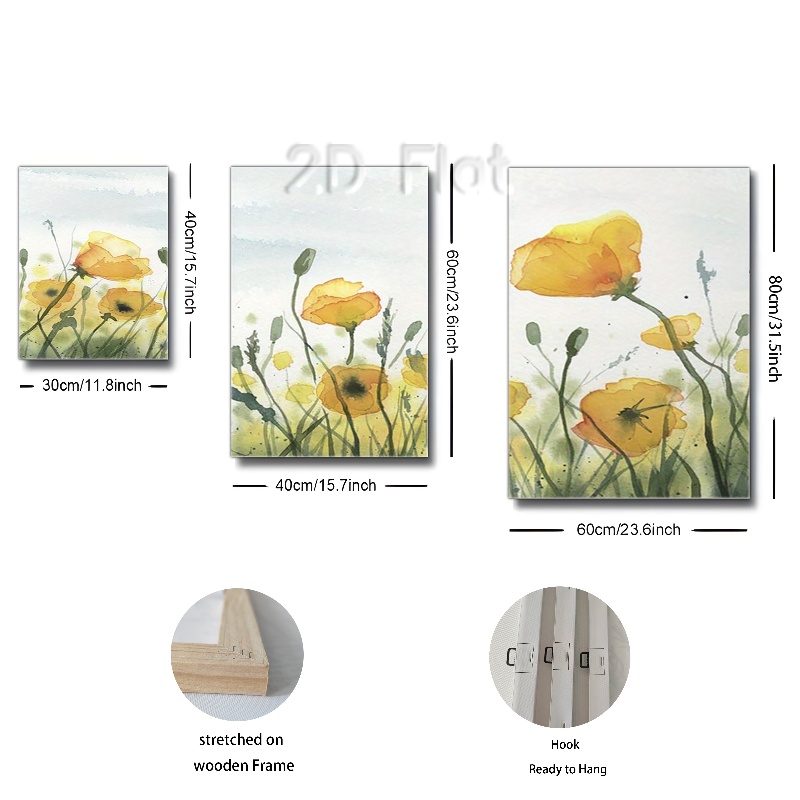 2D Flat
40cm/15.7inch
60cm/23.6inch
80cm/31.5inch
30cm/11.8inch
40cm/15.7inch
60cm/23.6inch
stretched on
wooden Frame
Hook
Ready to Hang